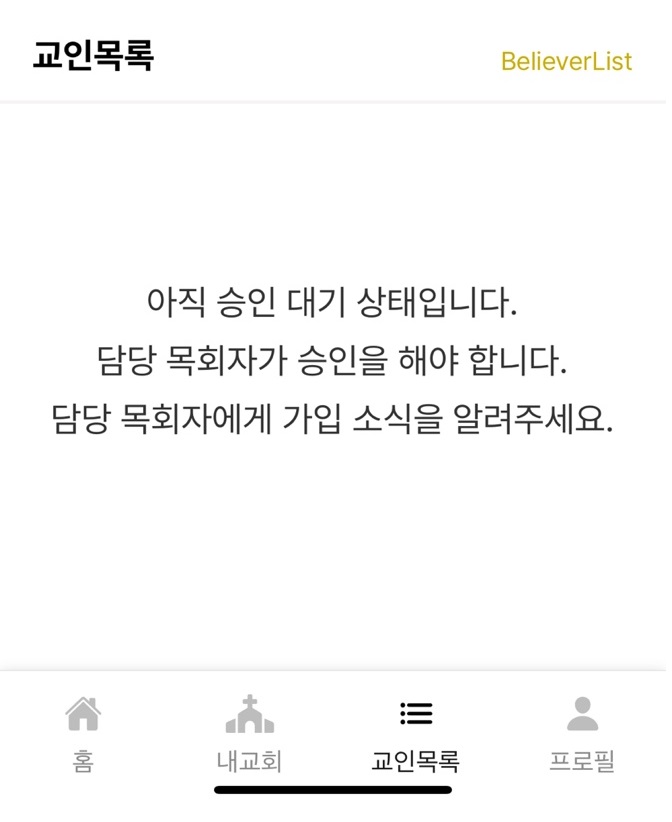 교인목록
BelieverList
아직 승인 대기 상태입니다.
담당 목회자가 승인을 해야 합니다.
담당 목회자에게 가입 소식을 알려주세요.
홈
내교회
교인목록
프로필